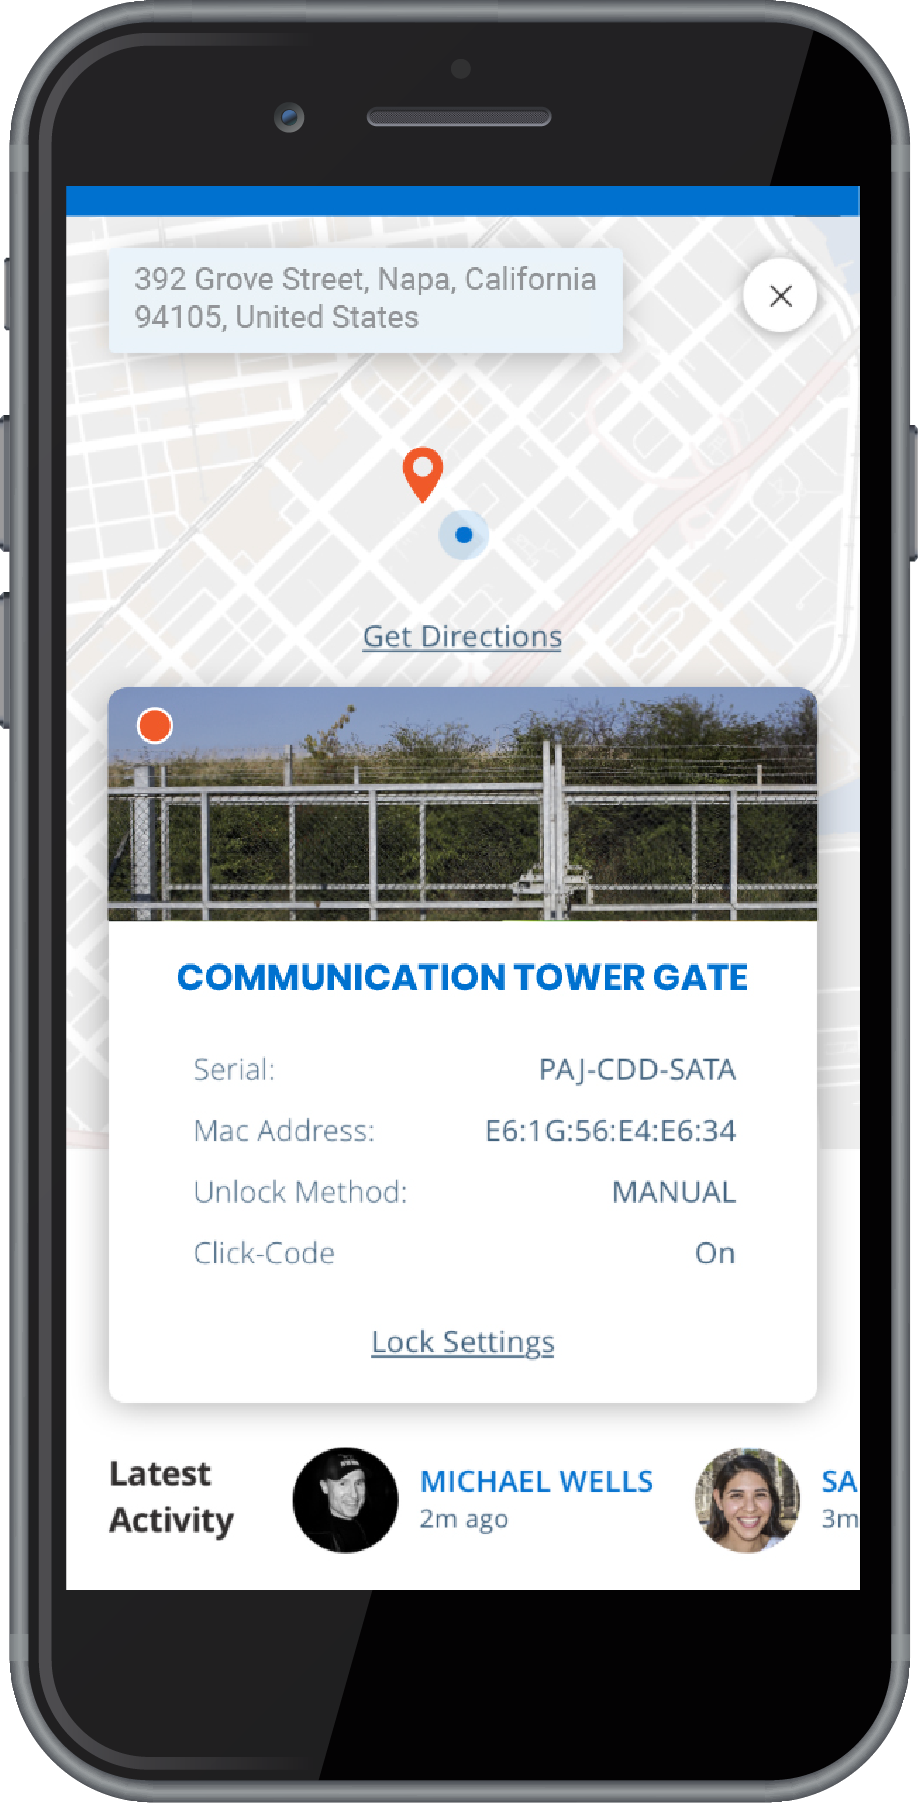 392 Grove Street, Napa, California
94105, United States
Get Directions
COMMUNICATION TOWER GATE
Serial: PAJ-CDD-SATA
Mac Address: E6:1G:56:E4:E6:34
Unlock Method: MANUAL
Click-Code On
Lock Settings
Latest
Activity
MICHAEL WELLS
2m ago
SA
3m